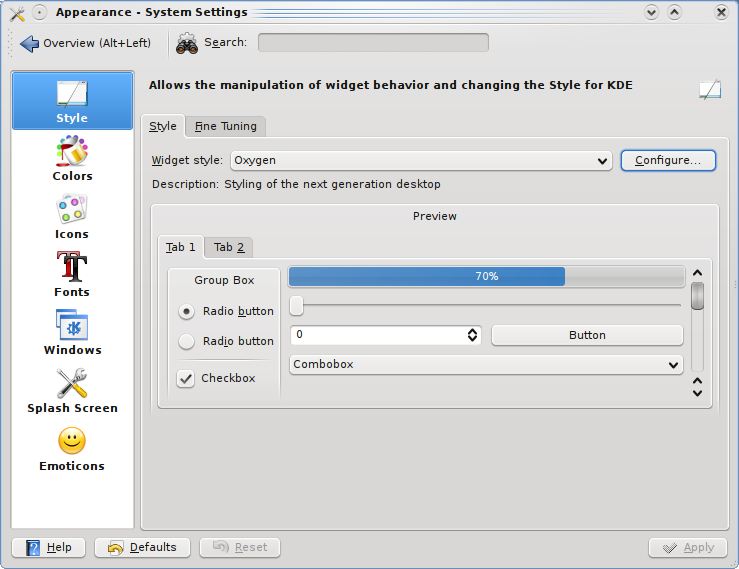 Appearance - System Settings
Overview (Alt+Left)
Search:
Allows the manipulation of widget behavior and changing the Style for KDE
Style
Colors
Icons
Fonts
Windows
Splash Screen
Emoticons
Style
Fine Tuning
Widget style:
Oxygen
Configure...
Description: Styling of the next generation desktop
Preview
Tab 1
Tab 2
Group Box
Radio button
Radio button
Checkbox
70%
0
Button
Combobox
Help
Defaults
Reset
Apply